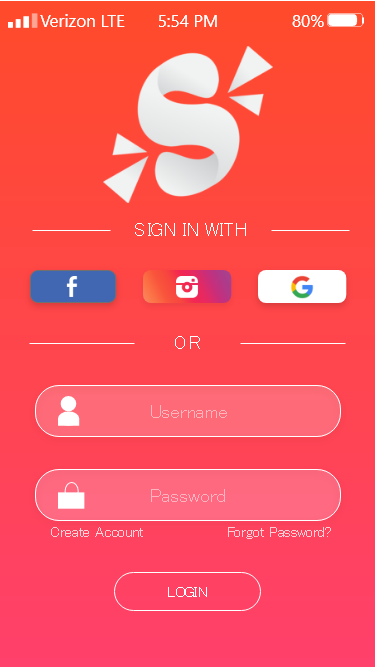 Verizon LTE 5:54 PM 80%
S
SIGN IN WITH
f G
OR
Username
Password
Create Account Forgot Password?
LOGIN